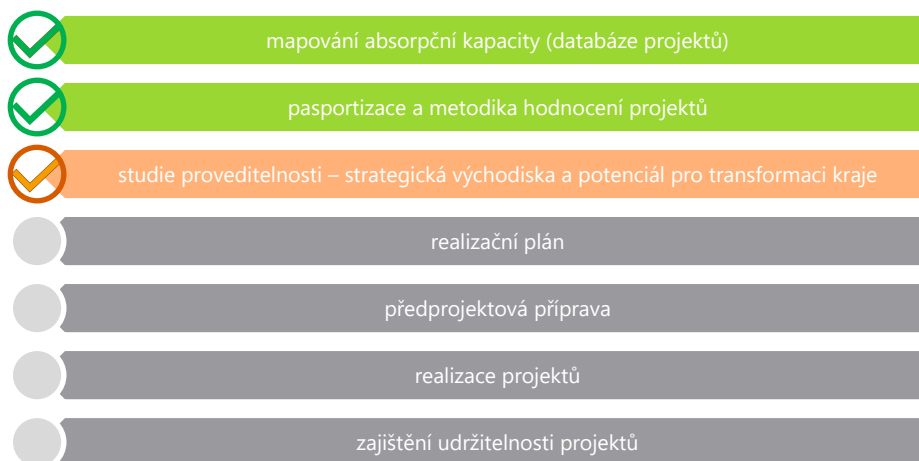 mapování absorpční kapacity (databáze projektů)
pasportizace a metodika hodnocení projektů
studie proveditelnosti – strategická východiska a potenciál pro transformaci kraje
realizační plán
předprojektová příprava
realizace projektů
zajištění udržitelnosti projektů